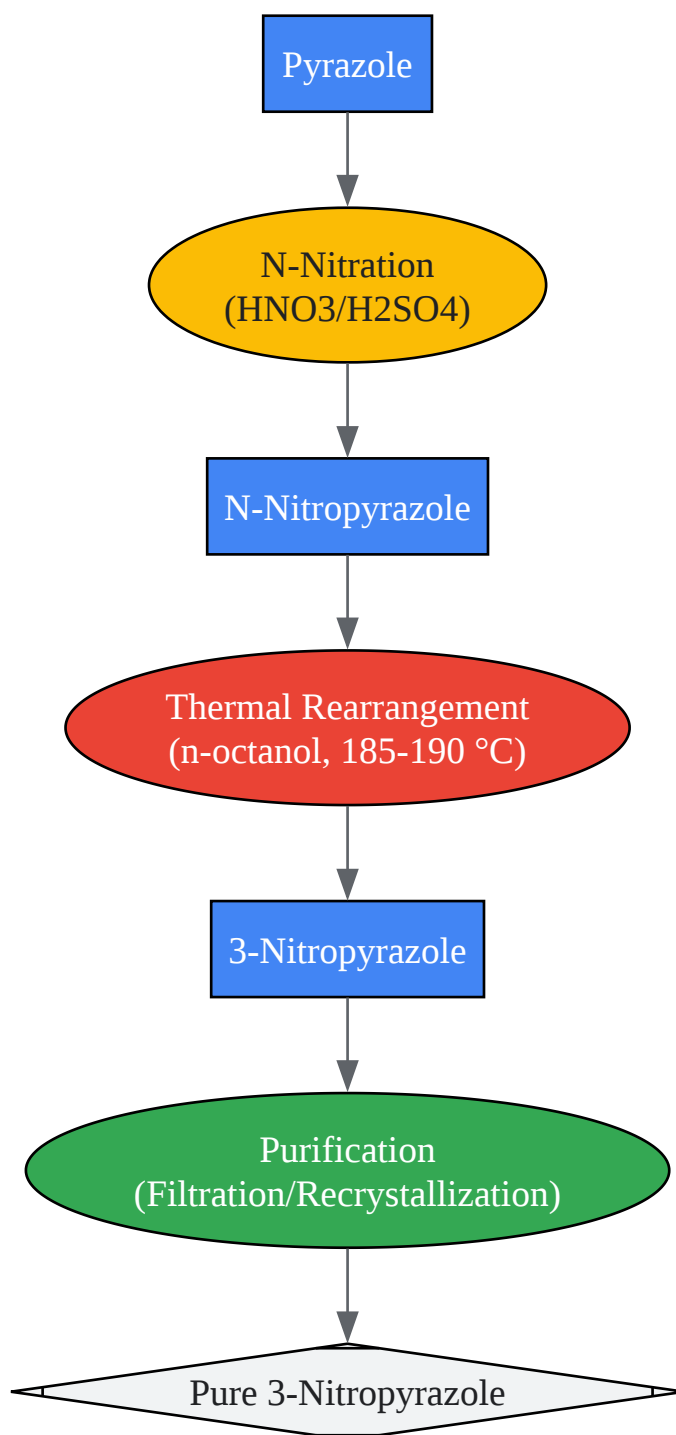 Pyrazole
N-Nitration
(HNO3/H2SO4)
N-Nitropyrazole
Thermal Rearrangement
(n-octanol, 185-190 °C)
3-Nitropyrazole
Purification
(Filtration/Recrystallization)
Pure 3-Nitropyrazole